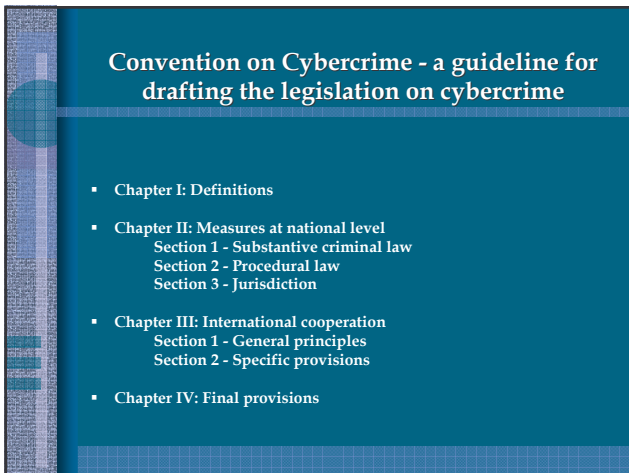 Convention on Cybercrime - a guideline for
drafting the legislation on cybercrime
▪ Chapter I: Definitions
▪ Chapter II: Measures at national level
Section 1 - Substantive criminal law
Section 2 - Procedural law
Section 3 - Jurisdiction
▪ Chapter III: International cooperation
Section 1 - General principles
Section 2 - Specific provisions
▪ Chapter IV: Final provisions